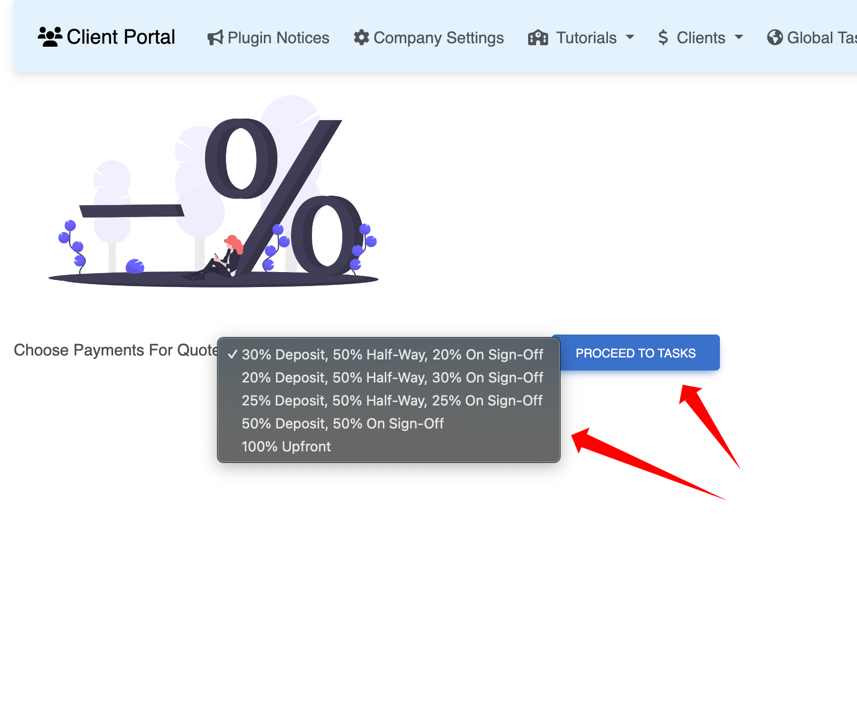 Client Portal Plugin Notices Company Settings Tutorials $ Clients Global Tas
−%
Choose Payments For Quote
✓ 30% Deposit, 50% Half-Way, 20% On Sign-Off
20% Deposit, 50% Half-Way, 30% On Sign-Off
25% Deposit, 50% Half-Way, 25% On Sign-Off
50% Deposit, 50% On Sign-Off
100% Upfront
PROCEED TO TASKS